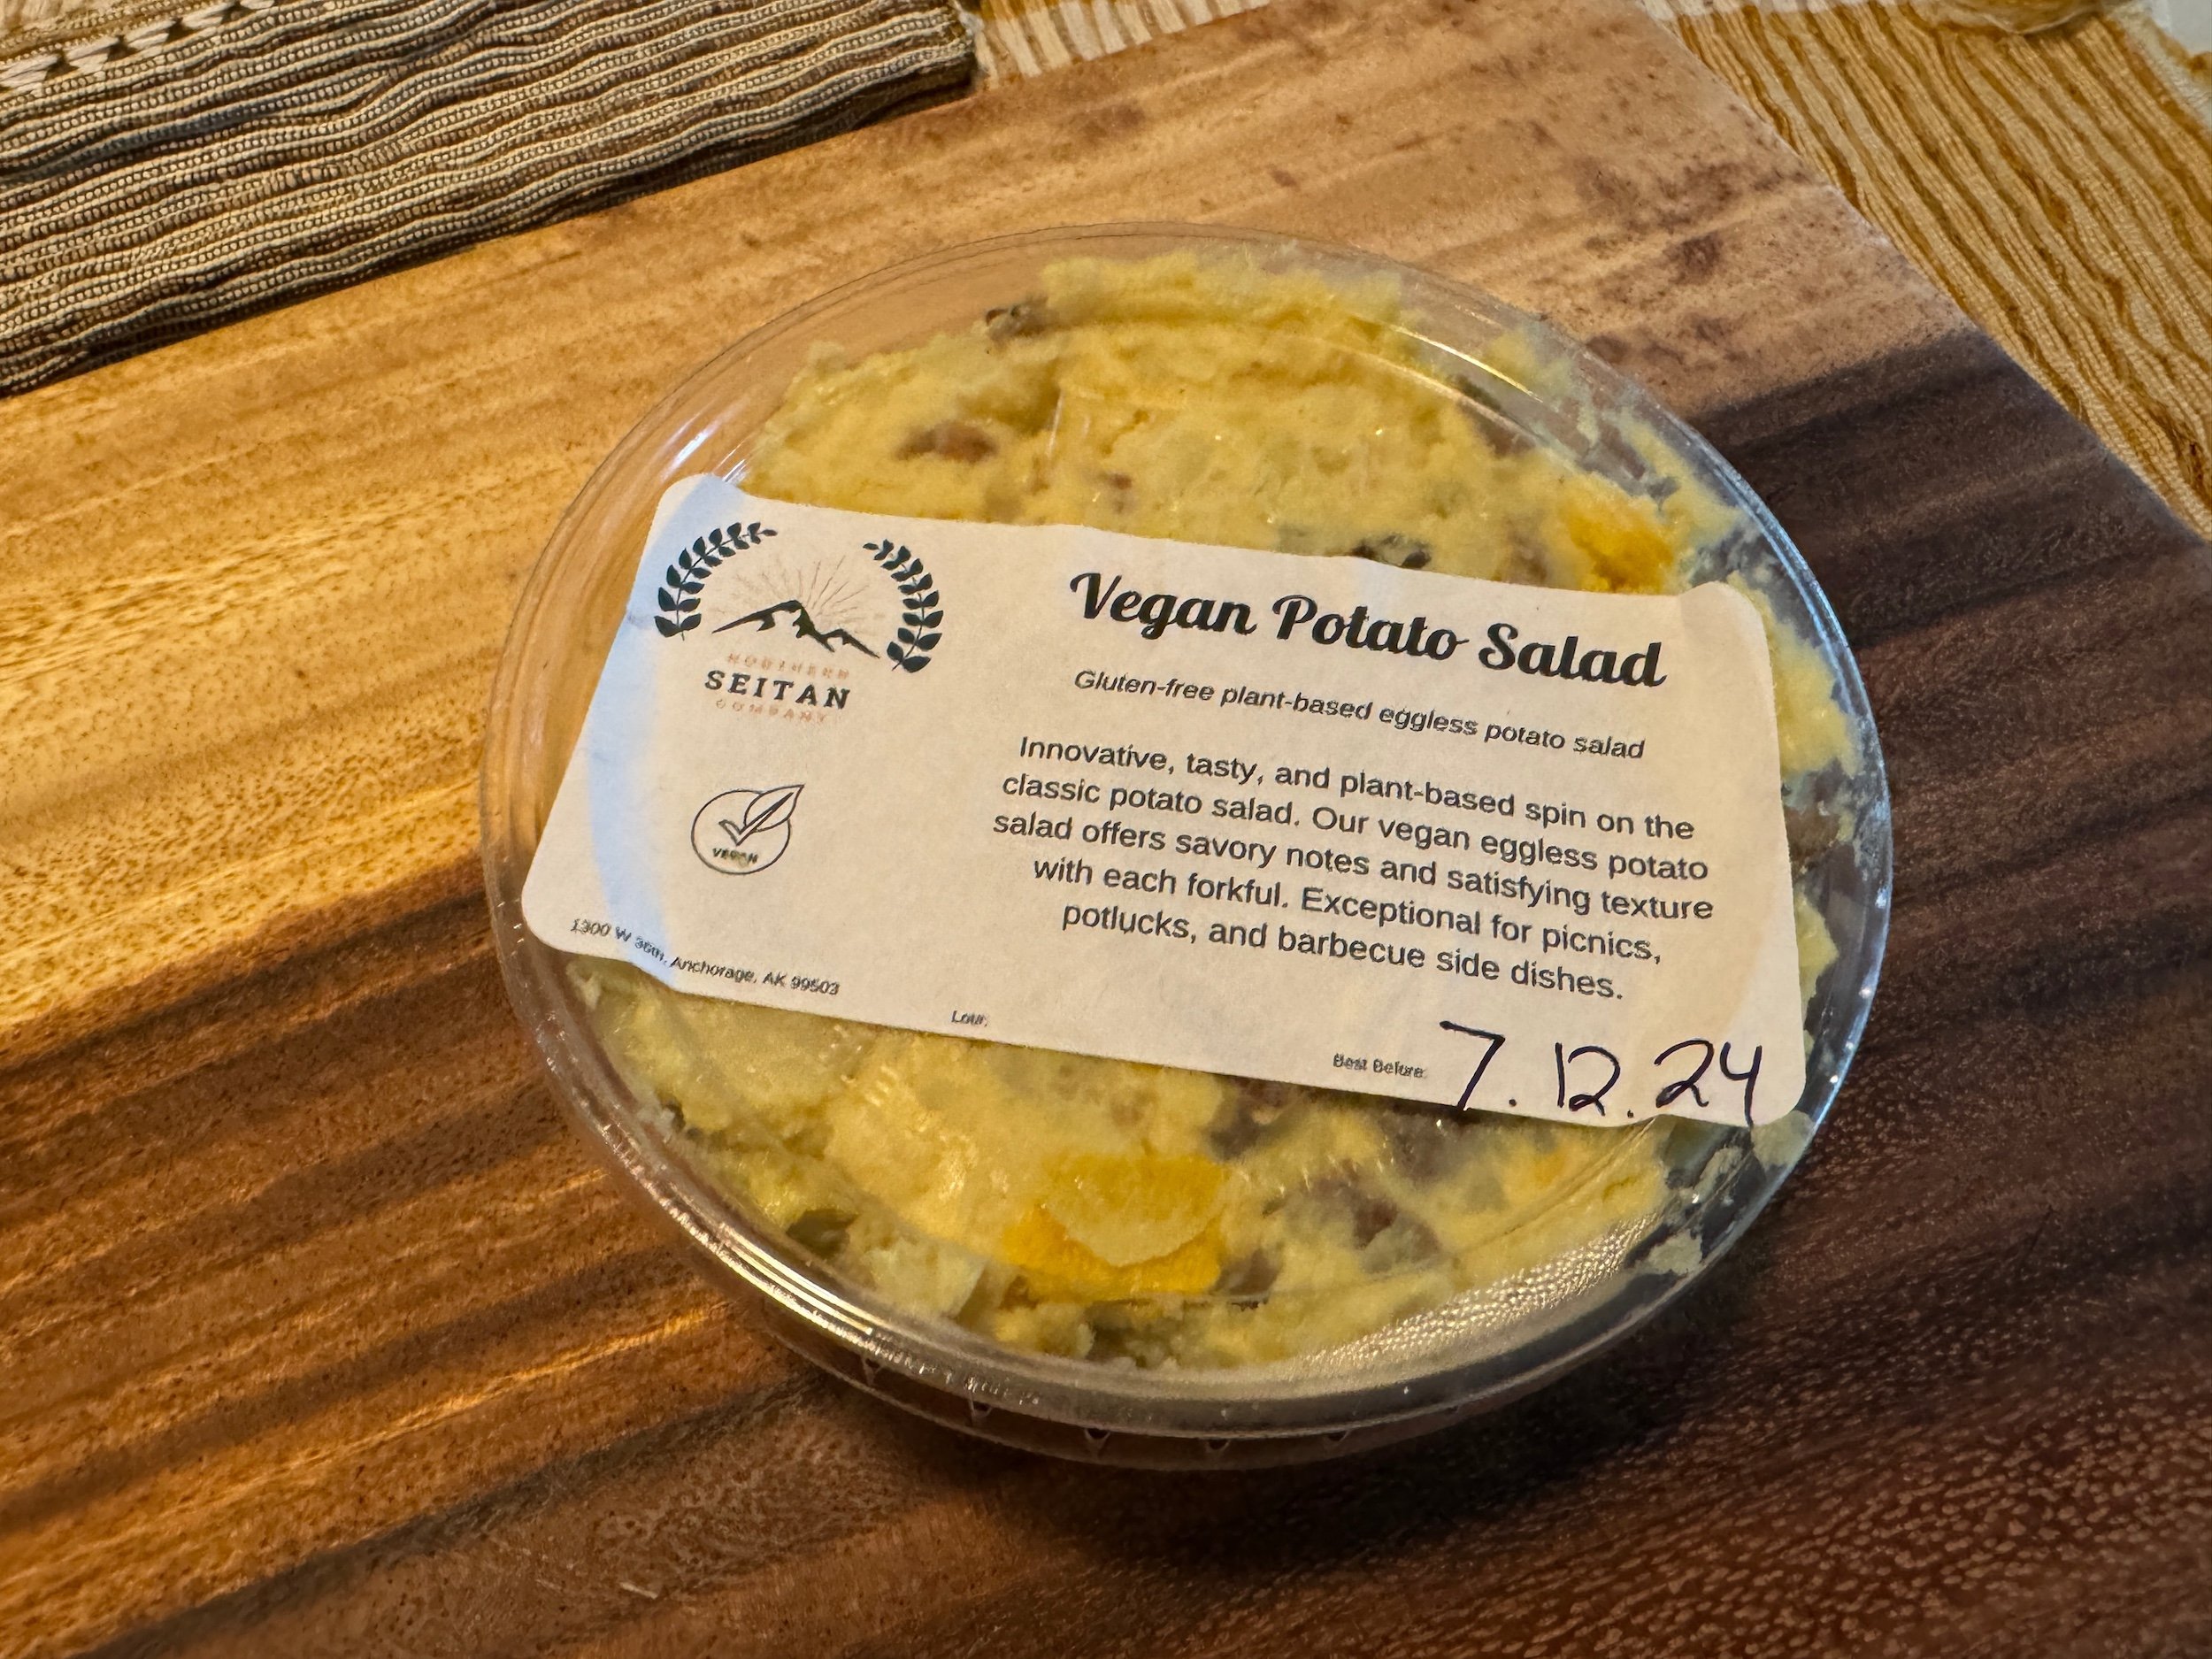 NORTHERN
SEITAN
COMPANY
VEGAN
1300 W 36th, Anchorage, AK 99503
Vegan Potato Salad
Gluten-free plant-based eggless potato salad
Innovative, tasty, and plant-based spin on the
classic potato salad. Our vegan eggless potato
salad offers savory notes and satisfying texture
with each forkful. Exceptional for picnics,
potlucks, and barbecue side dishes.
Lot#:
Best Before: 7.12.24